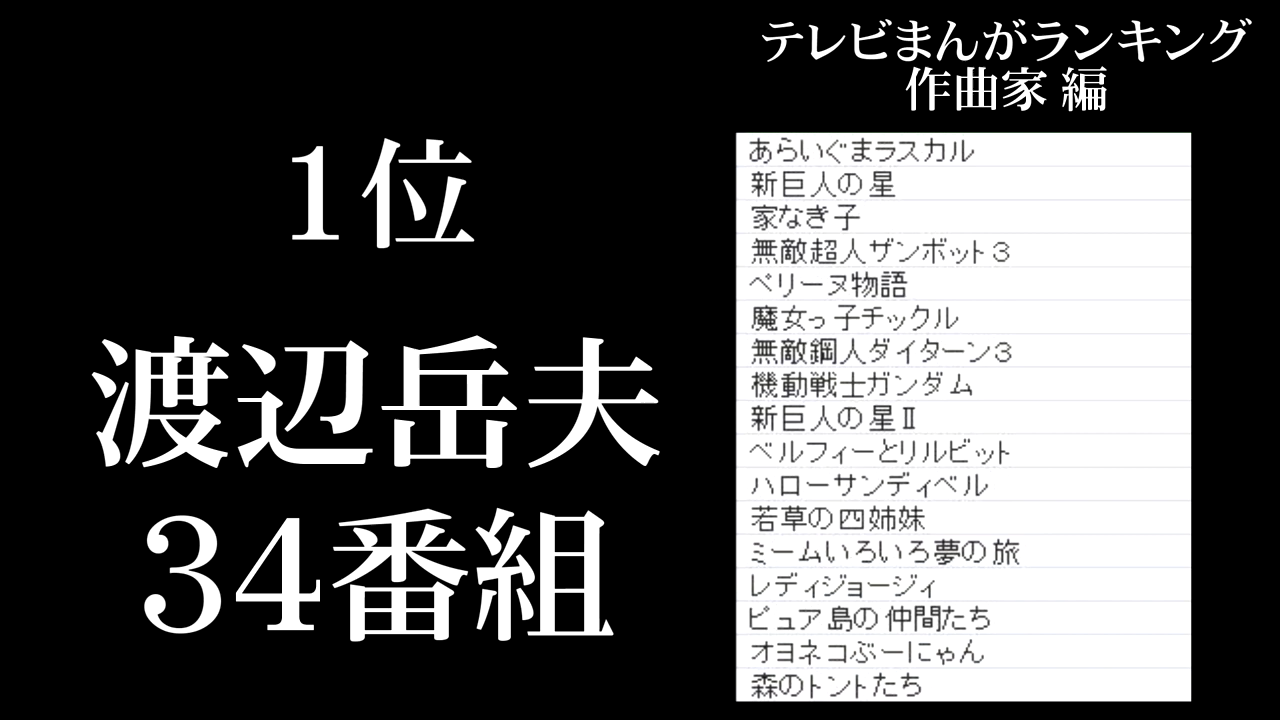 テレビまんがランキング
作曲家 編
1位
渡辺岳夫
34番組
あらいぐまラスカル
新巨人の星
家なき子
無敵超人ザンボット３
ペリーヌ物語
魔女っ子チックル
無敵鋼人ダイターン３
機動戦士ガンダム
新巨人の星Ⅱ
ベルフィーとリルビット
ハローサンディベル
若草の四姉妹
ミームいろいろ夢の旅
レディジョージィ
ピュア島の仲間たち
オヨネコぶーにゃん
森のトントたち